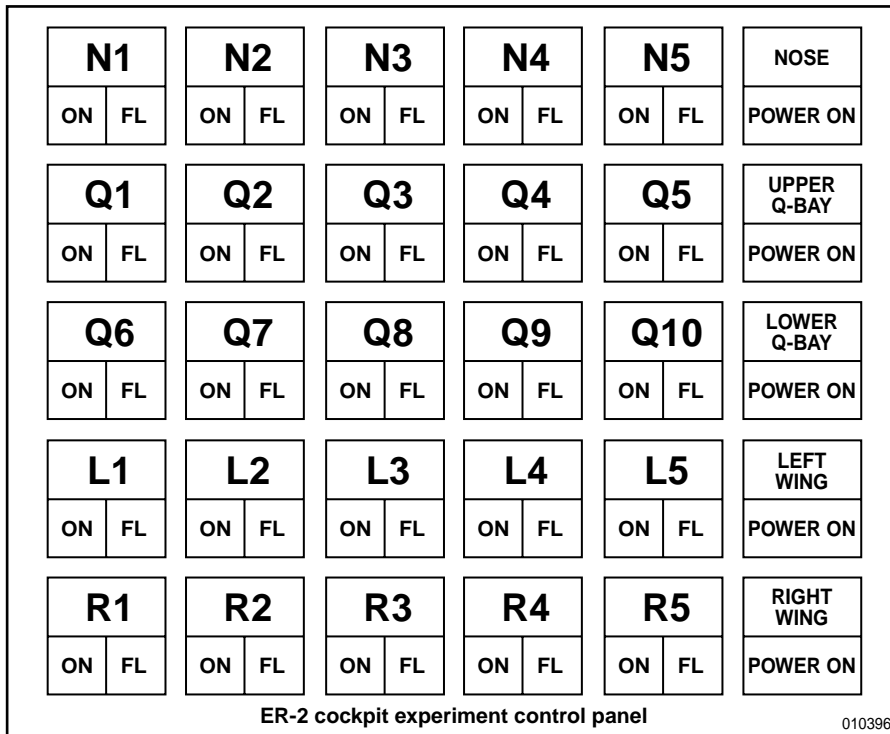 N1 N2 N3 N4 N5 NOSE
ON FL ON FL ON FL ON FL ON FL POWER ON
Q1 Q2 Q3 Q4 Q5 UPPER
Q-BAY
ON FL ON FL ON FL ON FL ON FL POWER ON
Q6 Q7 Q8 Q9 Q10 LOWER
Q-BAY
ON FL ON FL ON FL ON FL ON FL POWER ON
L1 L2 L3 L4 L5 LEFT
WING
ON FL ON FL ON FL ON FL ON FL POWER ON
R1 R2 R3 R4 R5 RIGHT
WING
ON FL ON FL ON FL ON FL ON FL POWER ON
ER-2 cockpit experiment control panel
010396